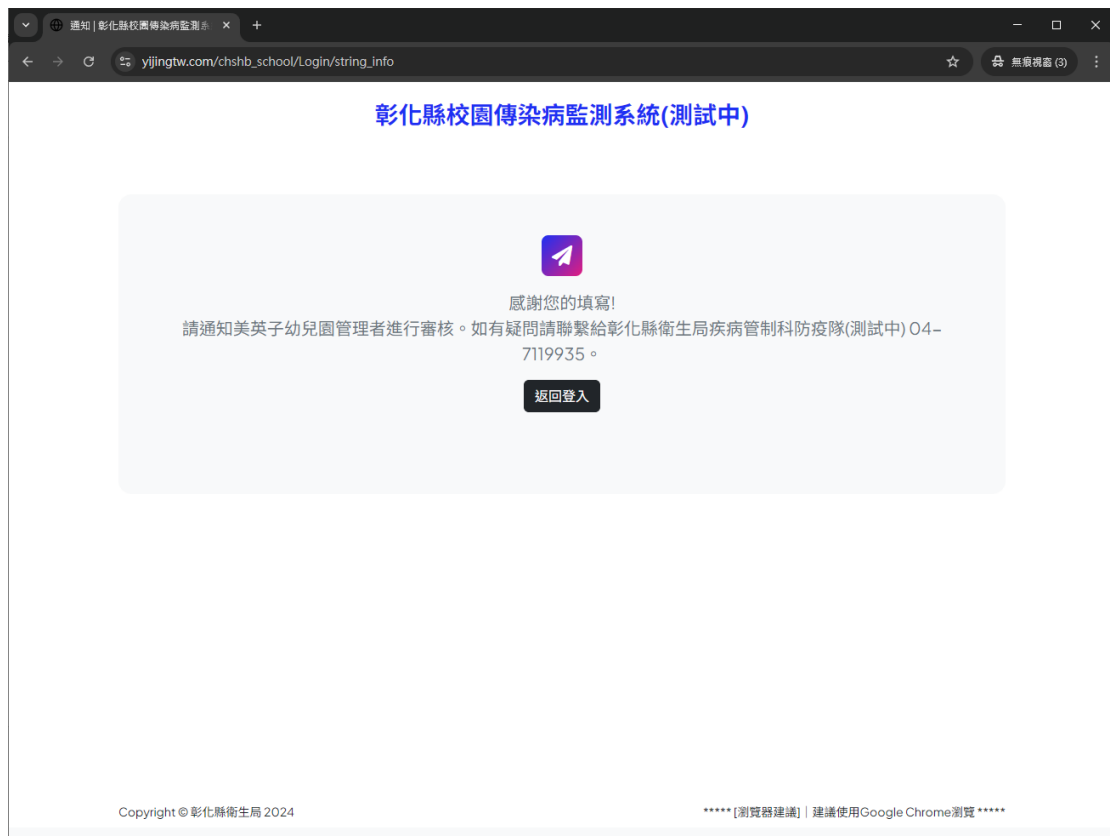 通知 | 彰化縣校園傳染病監測系
yijingtw.com/chshb_school/Login/string_info
無痕視窗 (3)
彰化縣校園傳染病監測系統(測試中)
感謝您的填寫!
請通知美英子幼兒園管理者進行審核。如有疑問請聯繫給彰化縣衛生局疾病管制科防疫隊(測試中) 04-
7119935。
返回登入
Copyright © 彰化縣衛生局 2024
***** [瀏覽器建議]｜建議使用Google Chrome瀏覽 *****